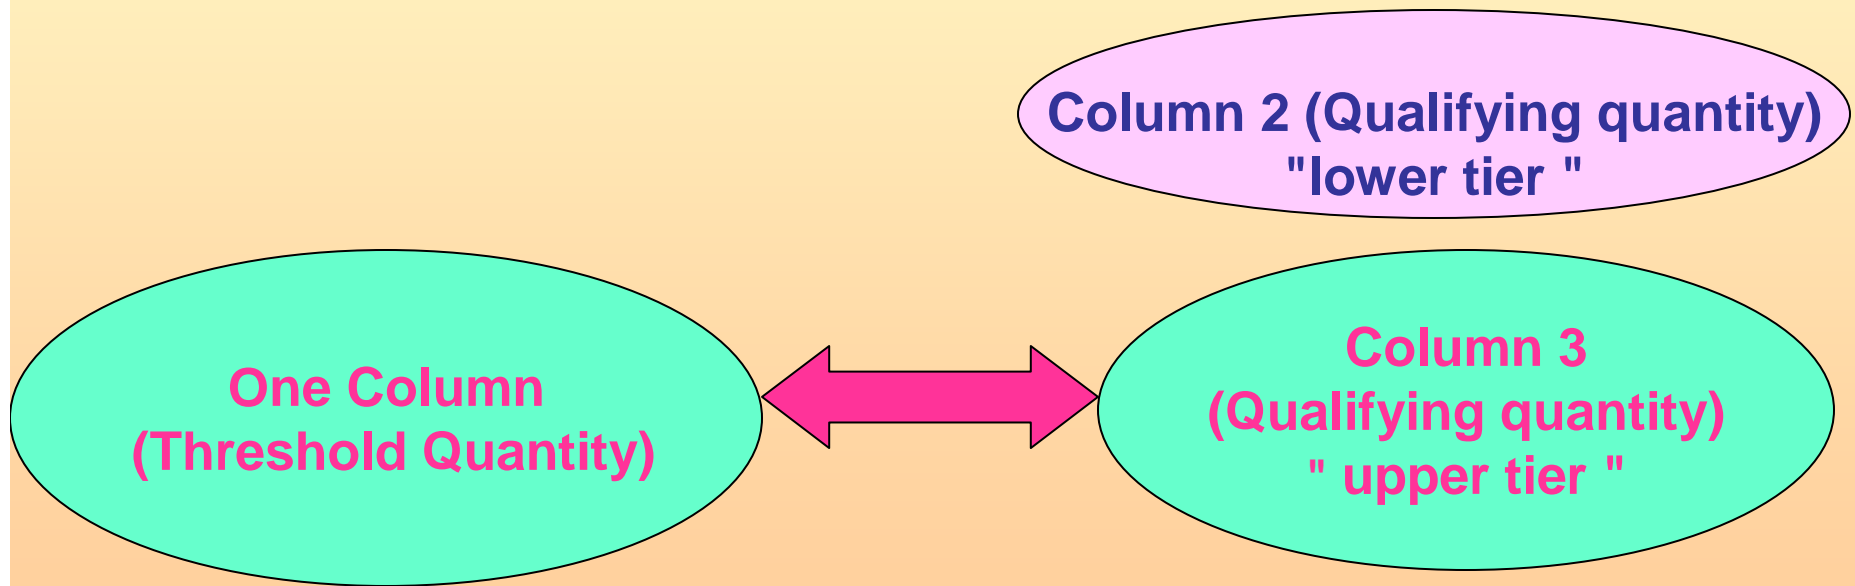 Column 2 (Qualifying quantity)
"lower tier "
One Column
(Threshold Quantity)
Column 3
(Qualifying quantity)
" upper tier "